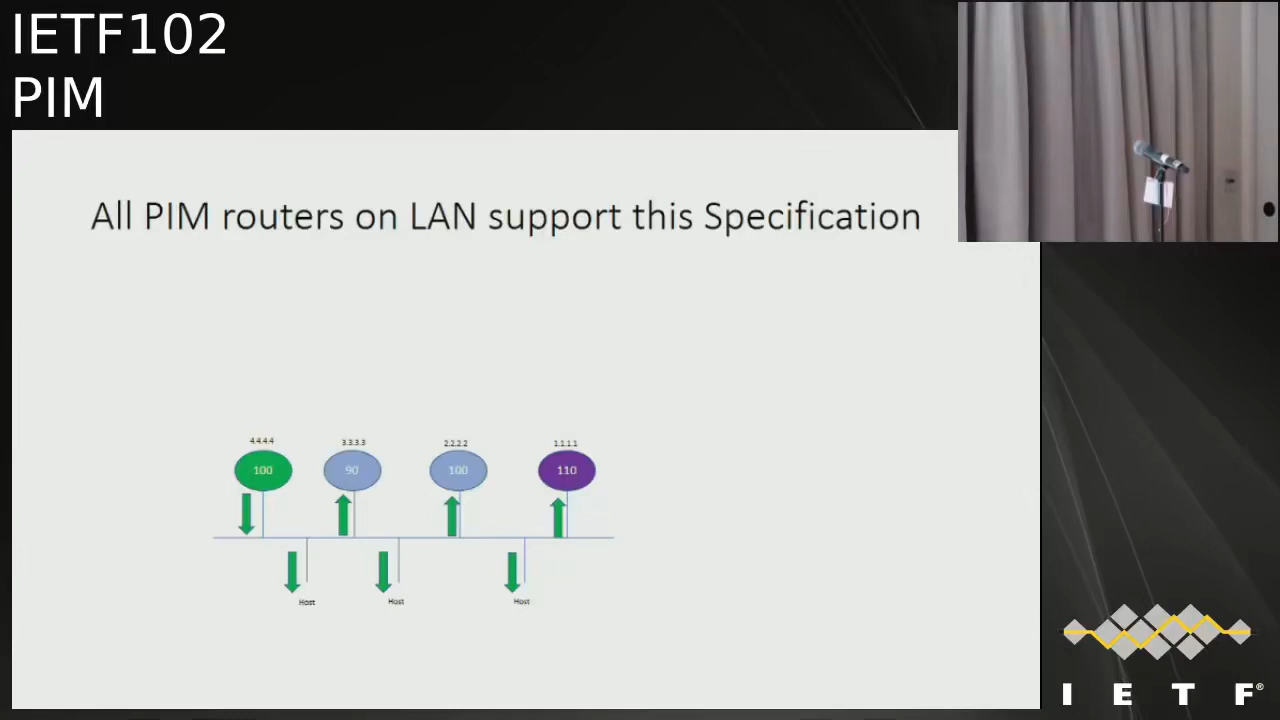 IETF102
PIM
All PIM routers on LAN support this Specification
4.4.4.4 3.3.3.3 2.2.2.2 1.1.1.1
100 90 100 110
Host Host Host
I E T F®